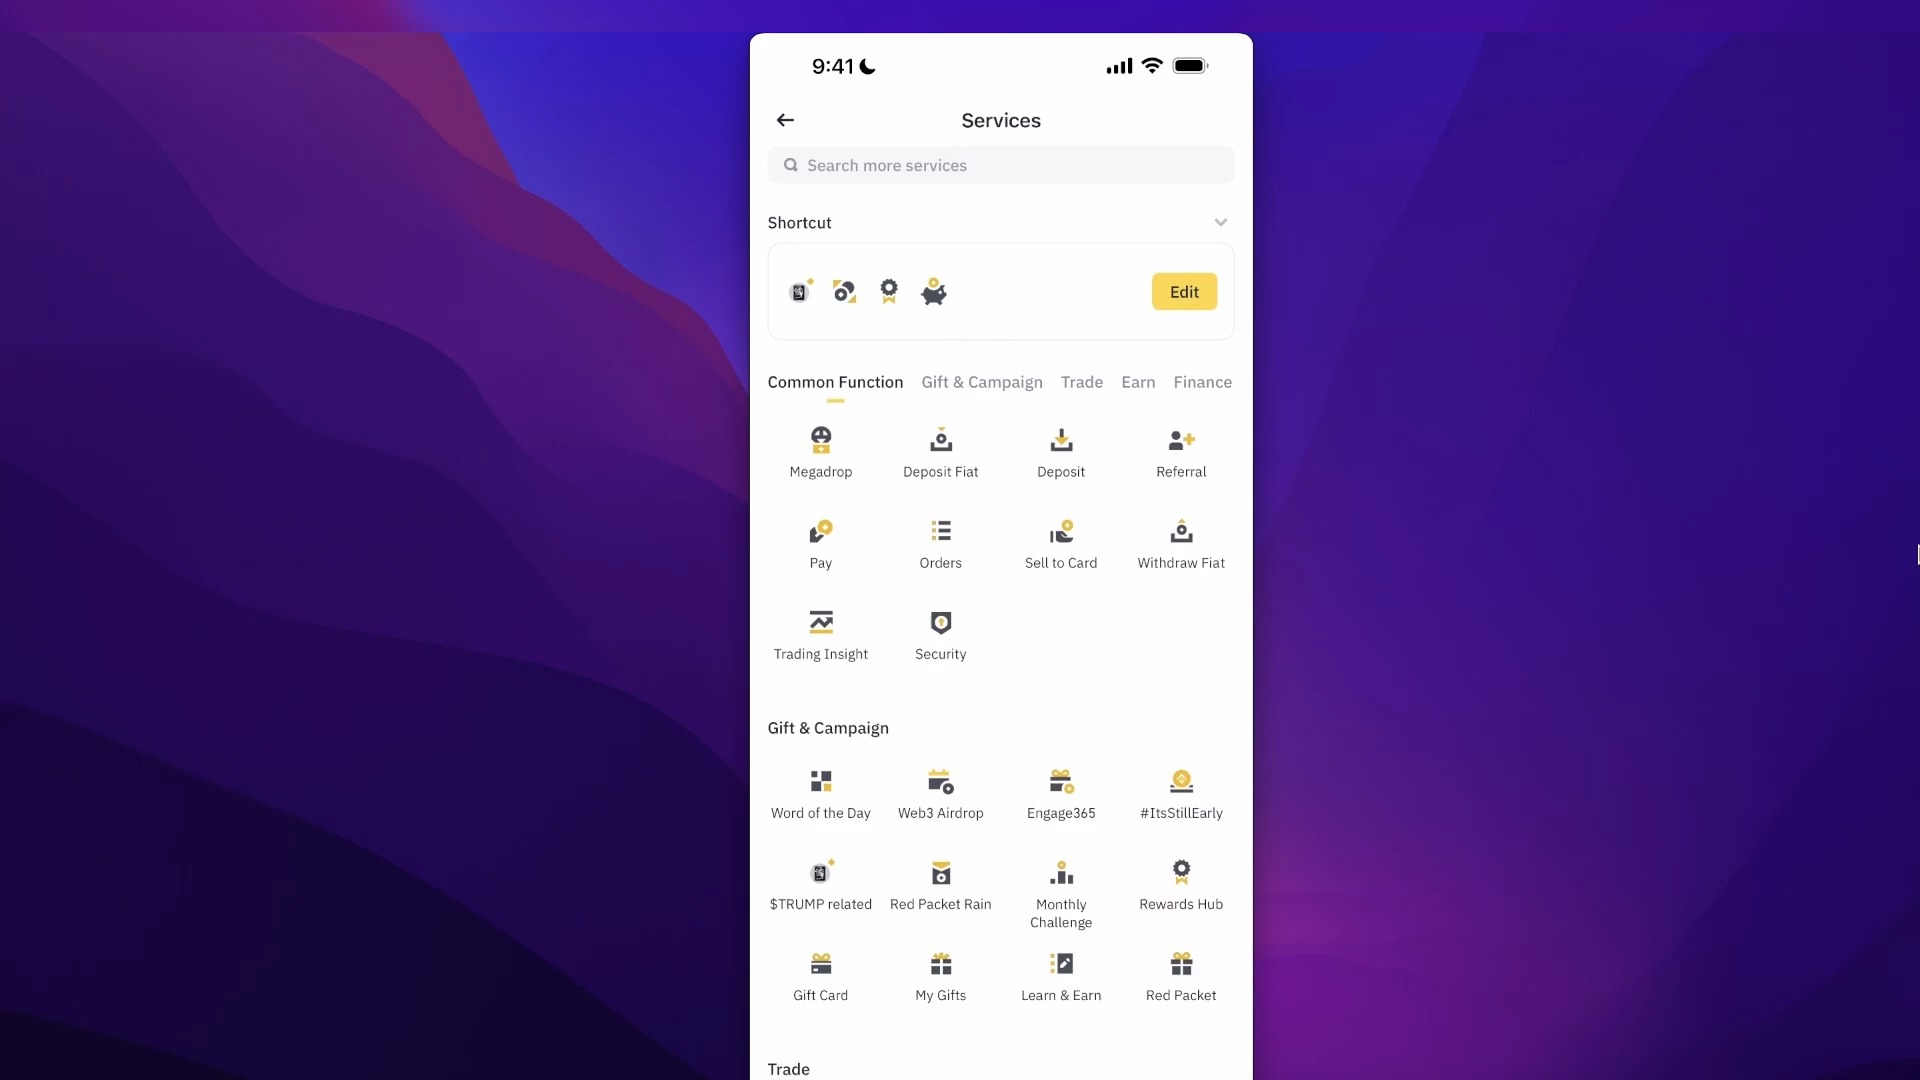 9:41
Services
Search more services
Shortcut
Edit
Common Function Gift & Campaign Trade Earn Finance
Megadrop Deposit Fiat Deposit Referral
Pay Orders Sell to Card Withdraw Fiat
Trading Insight Security
Gift & Campaign
Word of the Day Web3 Airdrop Engage365 #ItsStillEarly
$TRUMP related Red Packet Rain Monthly Challenge Rewards Hub
Gift Card My Gifts Learn & Earn Red Packet
Trade